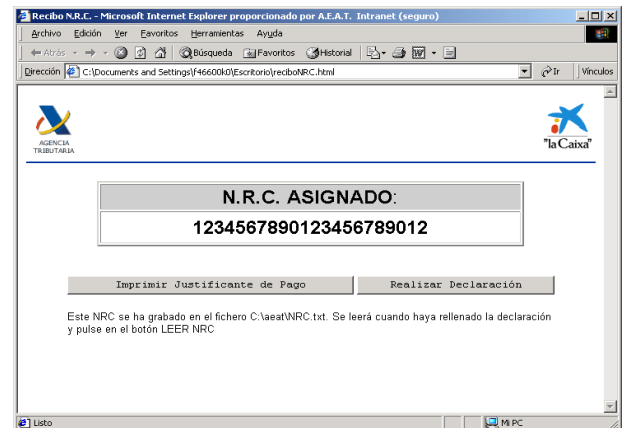 Recibo N.R.C. - Microsoft Internet Explorer proporcionado por A.E.A.T. Intranet (seguro)
Archivo Edición Ver Favoritos Herramientas Ayuda
Atrás Búsqueda Favoritos Historial
Dirección C:\Documents and Settings\f46600k0\Escritorio\reciboNRC.html Ir Vínculos
AGENCIA
TRIBUTARIA
"la Caixa"
N.R.C. ASIGNADO:
1234567890123456789012
Imprimir Justificante de Pago Realizar Declaración
Este NRC se ha grabado en el fichero C:\aeat\NRC.txt. Se leerá cuando haya rellenado la declaración
y pulse en el botón LEER NRC
Listo Mi PC